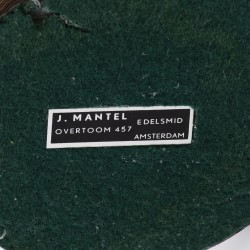 J. MANTEL EDELSMID
OVERTOOM 457 AMSTERDAM